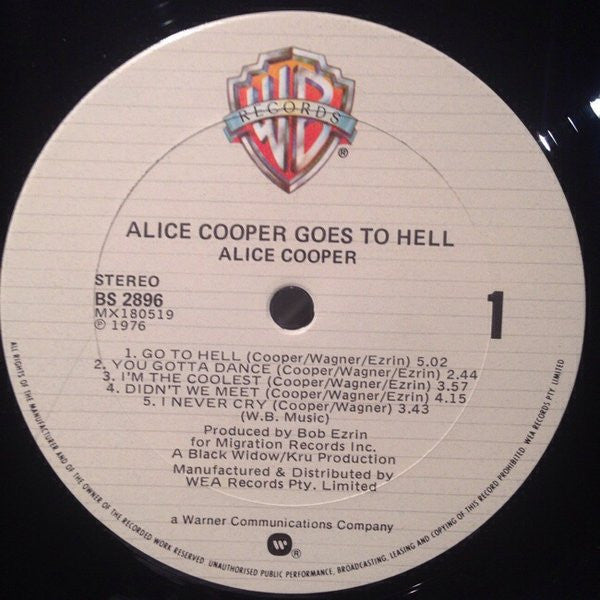 WB
RECORDS
®
ALICE COOPER GOES TO HELL
ALICE COOPER
STEREO
BS 2896
MX180519
℗ 1976
1
1. GO TO HELL (Cooper/Wagner/Ezrin) 5.02
2. YOU GOTTA DANCE (Cooper/Wagner/Ezrin) 2.44
3. I'M THE COOLEST (Cooper/Wagner/Ezrin) 3.57
4. DIDN'T WE MEET (Cooper/Wagner/Ezrin) 4.15
5. I NEVER CRY (Cooper/Wagner) 3.43
(W.B. Music)
Produced by Bob Ezrin
for Migration Records Inc.
A Black Widow/Kru Production
Manufactured & Distributed by
WEA Records Pty. Limited
a Warner Communications Company
W®
ALL RIGHTS OF THE MANUFACTURER AND OF THE OWNER OF THE RECORDED WORK RESERVED. UNAUTHORISED PUBLIC PERFORMANCE, BROADCASTING, LEASING AND COPYING OF THIS RECORD PROHIBITED. WEA RECORDS PTY. LIMITED